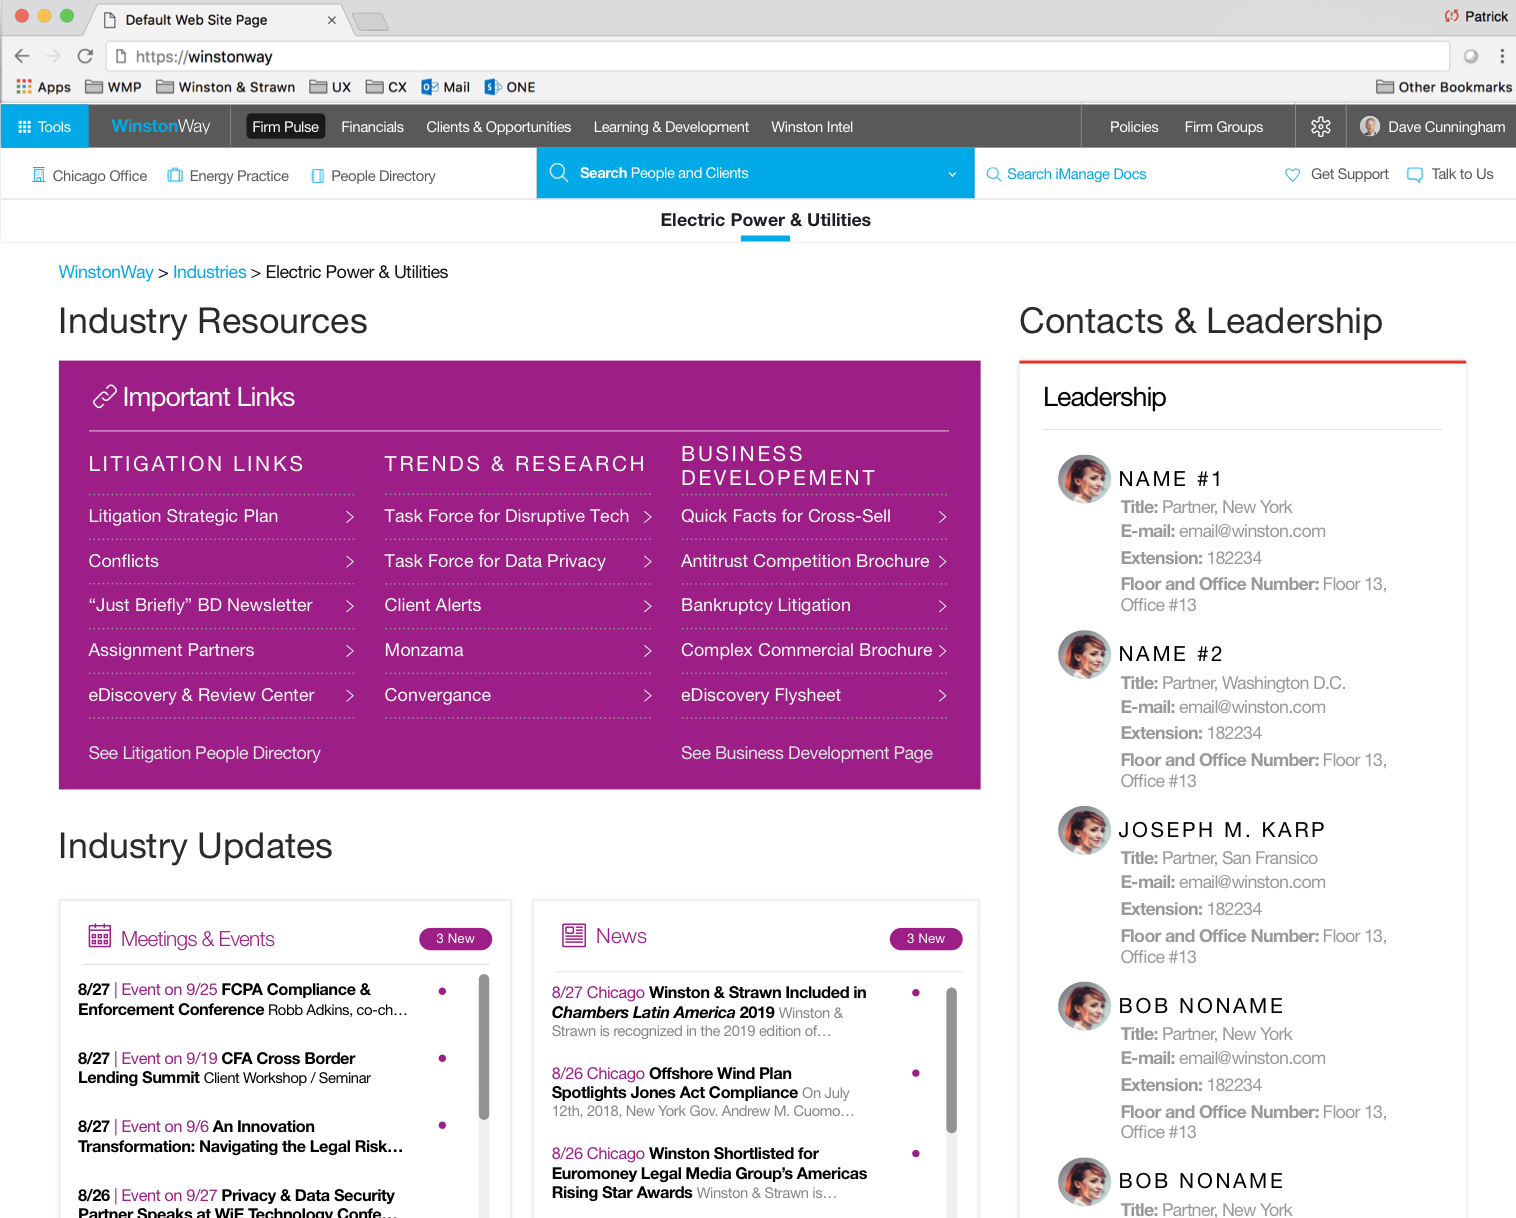 Default Web Site Page
Patrick
https://winstonway
Apps WMP Winston & Strawn UX CX Mail ONE Other Bookmarks
Tools WinstonWay Firm Pulse Financials Clients & Opportunities Learning & Development Winston Intel Policies Firm Groups Dave Cunningham
Chicago Office Energy Practice People Directory Search People and Clients Search iManage Docs Get Support Talk to Us
Electric Power & Utilities
WinstonWay > Industries > Electric Power & Utilities
Industry Resources
Important Links
LITIGATION LINKS
Litigation Strategic Plan
Conflicts
“Just Briefly” BD Newsletter
Assignment Partners
eDiscovery & Review Center
See Litigation People Directory
TRENDS & RESEARCH
Task Force for Disruptive Tech
Task Force for Data Privacy
Client Alerts
Monzama
Convergance
BUSINESS
DEVELOPEMENT
Quick Facts for Cross-Sell
Antitrust Competition Brochure
Bankruptcy Litigation
Complex Commercial Brochure
eDiscovery Flysheet
See Business Development Page
Industry Updates
Meetings & Events
3 New
8/27 | Event on 9/25 FCPA Compliance &
Enforcement Conference Robb Adkins, co-ch…
8/27 | Event on 9/19 CFA Cross Border
Lending Summit Client Workshop / Seminar
8/27 | Event on 9/6 An Innovation
Transformation: Navigating the Legal Risk…
8/26 | Event on 9/27 Privacy & Data Security
Partner Speaks at WiE Technology Confe…
News
3 New
8/27 Chicago Winston & Strawn Included in
Chambers Latin America 2019 Winston &
Strawn is recognized in the 2019 edition of…
8/26 Chicago Offshore Wind Plan
Spotlights Jones Act Compliance On July
12th, 2018, New York Gov. Andrew M. Cuomo…
8/26 Chicago Winston Shortlisted for
Euromoney Legal Media Group’s Americas
Rising Star Awards Winston & Strawn is…
Contacts & Leadership
Leadership
NAME #1
Title: Partner, New York
E-mail: email@winston.com
Extension: 182234
Floor and Office Number: Floor 13,
Office #13
NAME #2
Title: Partner, Washington D.C.
E-mail: email@winston.com
Extension: 182234
Floor and Office Number: Floor 13,
Office #13
JOSEPH M. KARP
Title: Partner, San Fransico
E-mail: email@winston.com
Extension: 182234
Floor and Office Number: Floor 13,
Office #13
BOB NONAME
Title: Partner, New York
E-mail: email@winston.com
Extension: 182234
Floor and Office Number: Floor 13,
Office #13
BOB NONAME
Title: Partner, New York